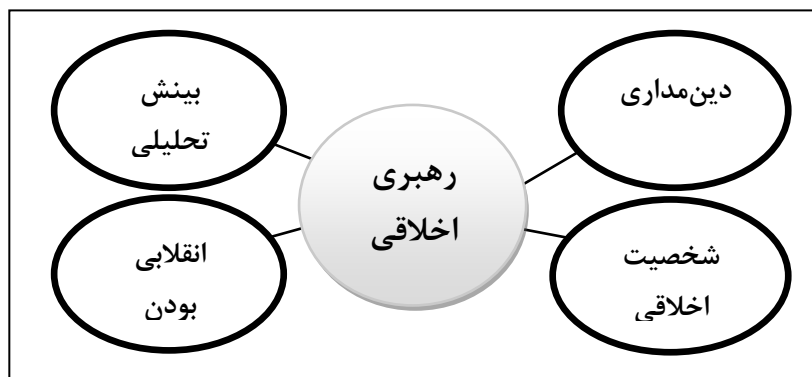 دین‌مداری
بینش
تحلیلی
رهبری
اخلاقی
شخصیت
اخلاقی
انقلابی
بودن